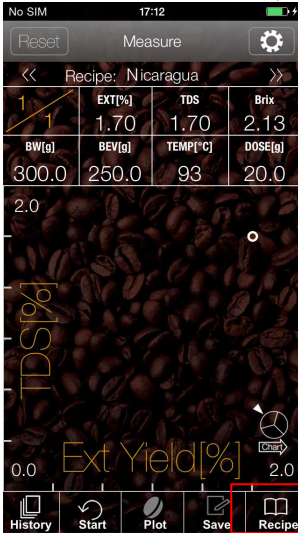 No SIM 17:12
Reset Measure
<< Recipe: Nicaragua >>
1/1 EXT[%] TDS Brix
1.70 1.70 2.13
BW[g] BEV[g] TEMP[°C] DOSE[g]
300.0 250.0 93 20.0
2.0
TDS[%]
Chart
0.0 Ext Yield[%] 2.0
History Start Plot Save Recipe